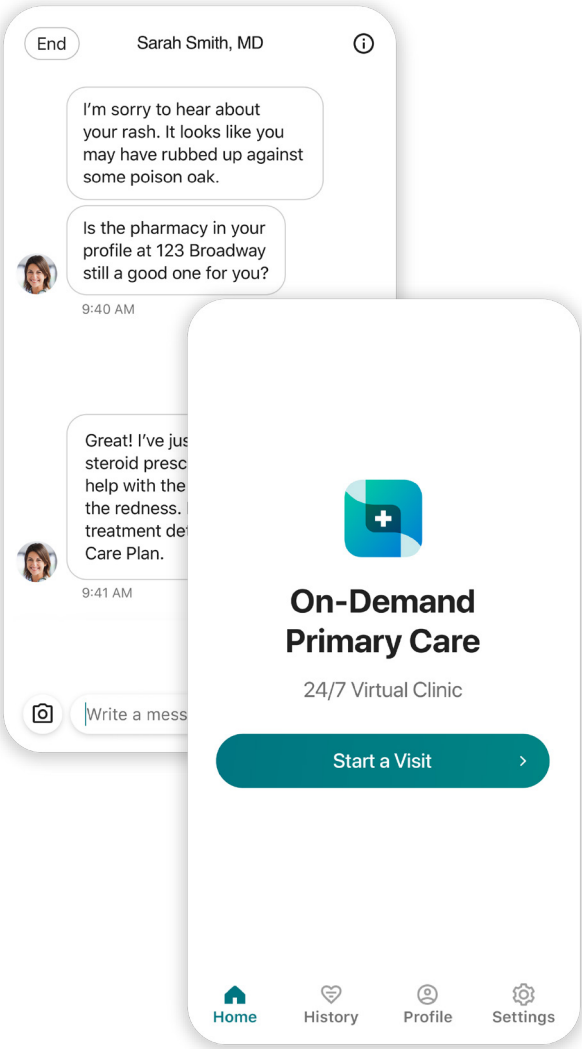 End
Sarah Smith, MD
I'm sorry to hear about
your rash. It looks like you
may have rubbed up against
some poison oak.
Is the pharmacy in your
profile at 123 Broadway
still a good one for you?
9:40 AM
Great! I've jus
steroid presc
help with the
the redness.
treatment det
Care Plan.
9:41 AM
Write a mess
On-Demand
Primary Care
24/7 Virtual Clinic
Start a Visit
Home
History
Profile
Settings